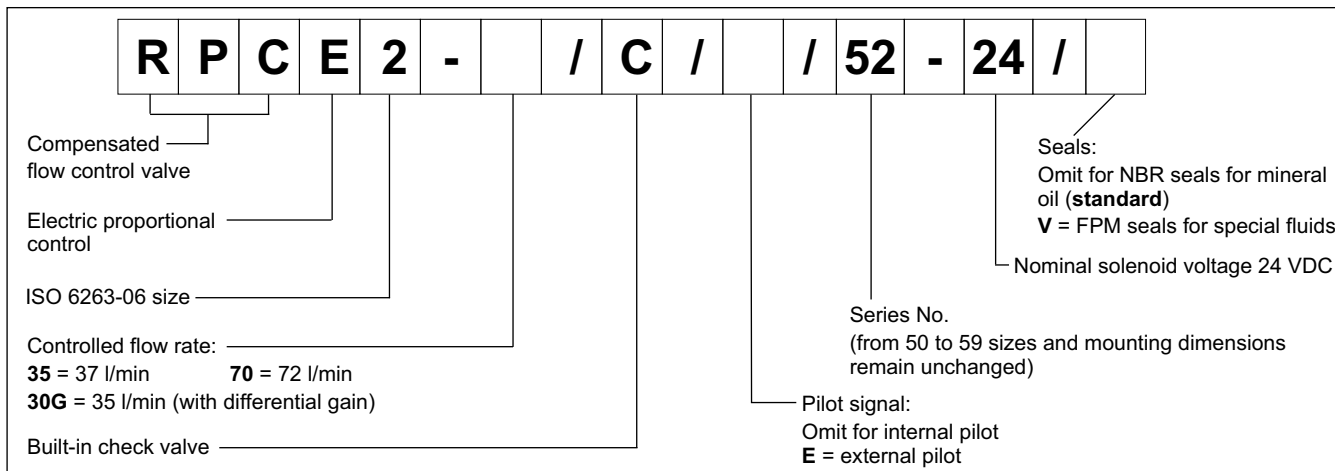 RPCE2- /C/ /52-24/
Compensated
flow control valve
Electric proportional
control
ISO 6263-06 size
Controlled flow rate:
35 = 37 l/min 70 = 72 l/min
30G = 35 l/min (with differential gain)
Built-in check valve
Seals:
Omit for NBR seals for mineral
oil (standard)
V = FPM seals for special fluids
Nominal solenoid voltage 24 VDC
Series No.
(from 50 to 59 sizes and mounting dimensions
remain unchanged)
Pilot signal:
Omit for internal pilot
E = external pilot